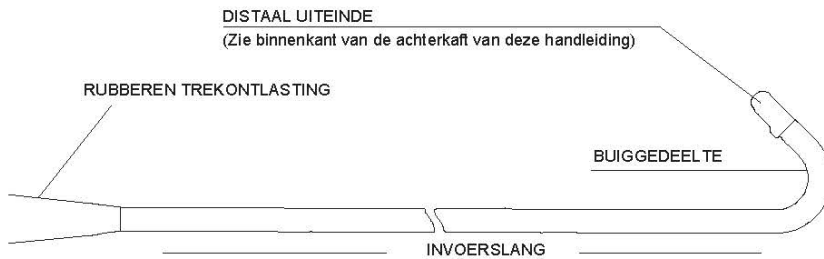 DISTAAL UITEINDE
(Zie binnenkant van de achterkaft van deze handleiding)
RUBBEREN TREKONTLASTING
BUIGGEDEELTE
INVOERSLANG